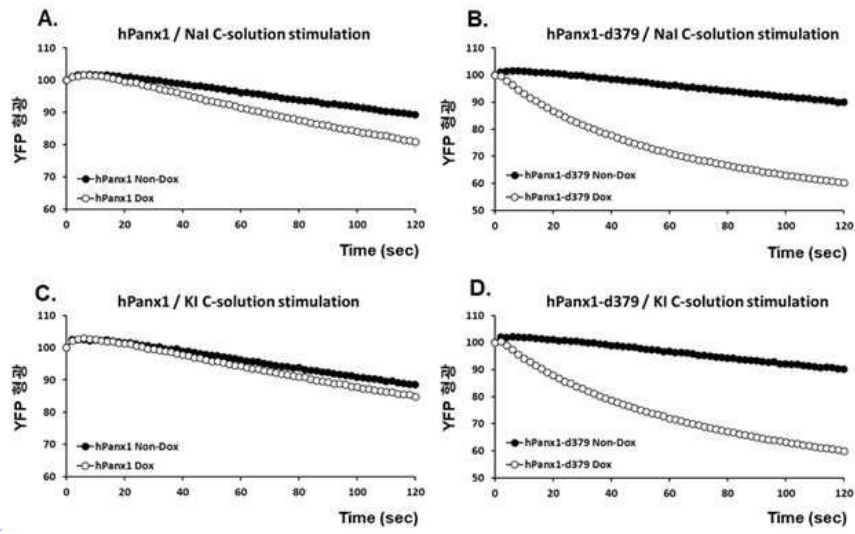 A.
hPanx1 / NaI C-solution stimulation
110
100
90
80
70
60
YFP 형광
hPanx1 Non-Dox
hPanx1 Dox
0 20 40 60 80 100 120
Time (sec)
B.
hPanx1-d379 / NaI C-solution stimulation
110
100
90
80
70
60
50
YFP 형광
hPanx1-d379 Non-Dox
hPanx1-d379 Dox
0 20 40 60 80 100 120
Time (sec)
C.
hPanx1 / KI C-solution stimulation
110
100
90
80
70
60
YFP 형광
hPanx1 Non-Dox
hPanx1 Dox
0 20 40 60 80 100 120
Time (sec)
D.
hPanx1-d379 / KI C-solution stimulation
110
100
90
80
70
60
50
YFP 형광
hPanx1-d379 Non-Dox
hPanx1-d379 Dox
0 20 40 60 80 100 120
Time (sec)